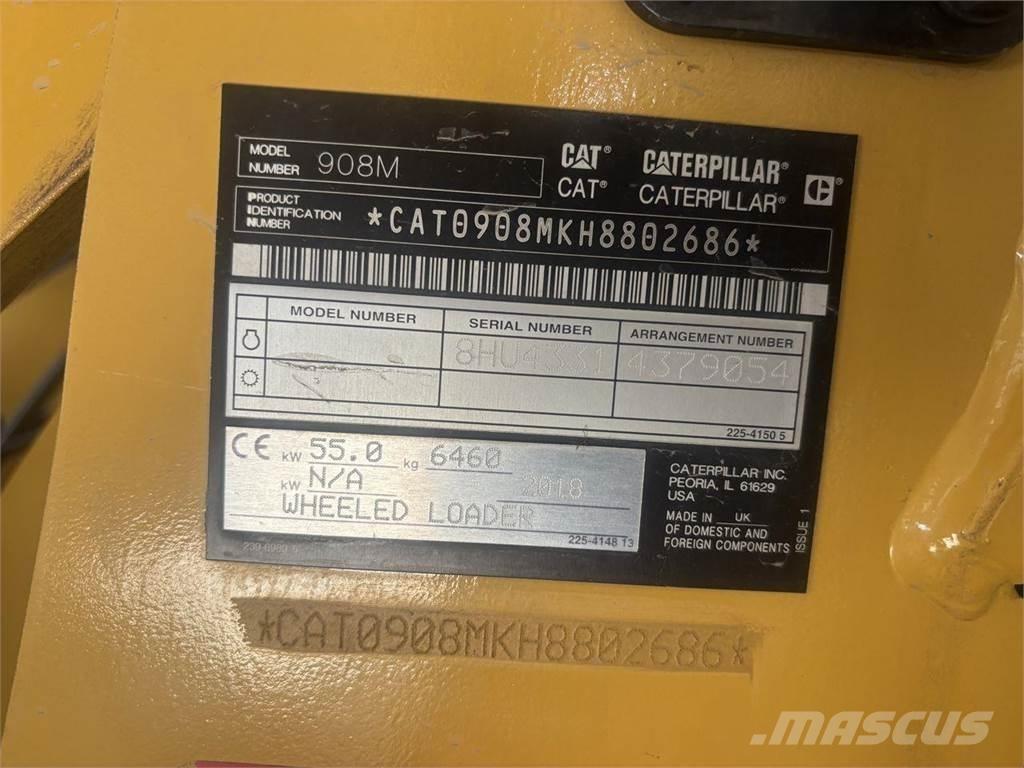 MODEL NUMBER 908M
CAT® CATERPILLAR®
CAT® CATERPILLAR®
PRODUCT IDENTIFICATION NUMBER *CAT0908MKH8802686*
MODEL NUMBER SERIAL NUMBER ARRANGEMENT NUMBER
8HU4331 4379054
225-4150 5
CE kW 55.0 kg 6460
kW N/A 2018
WHEELED LOADER
225-4148 13
CATERPILLAR INC.
PEORIA, IL 61629
USA
MADE IN UK
OF DOMESTIC AND
FOREIGN COMPONENTS
ISSUE 1
*CAT0908MKH8802686*
MASCUS